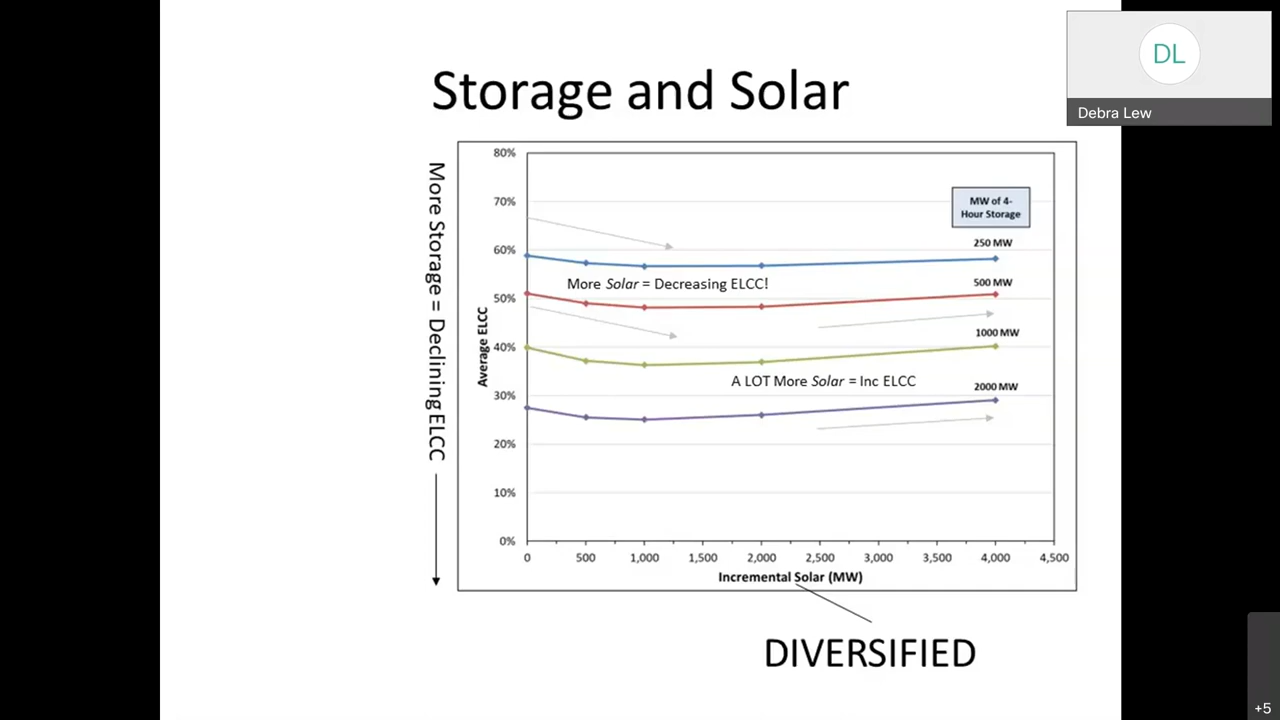 DL
Debra Lew
Storage and Solar
More Storage = Declining ELCC
80%
70%
60%
50%
40%
30%
20%
10%
0%
Average ELCC
MW of 4-
Hour Storage
250 MW
More Solar = Decreasing ELCC!
500 MW
1000 MW
A LOT More Solar = Inc ELCC
2000 MW
0 500 1,000 1,500 2,000 2,500 3,000 3,500 4,000 4,500
Incremental Solar (MW)
DIVERSIFIED
+5